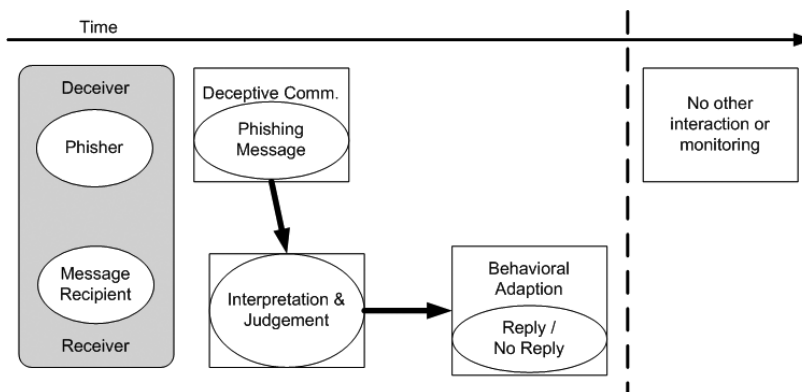 Time
Deceiver
Phisher
Message
Recipient
Receiver
Deceptive Comm.
Phishing
Message
Interpretation &
Judgement
Behavioral
Adaption
Reply /
No Reply
No other
interaction or
monitoring